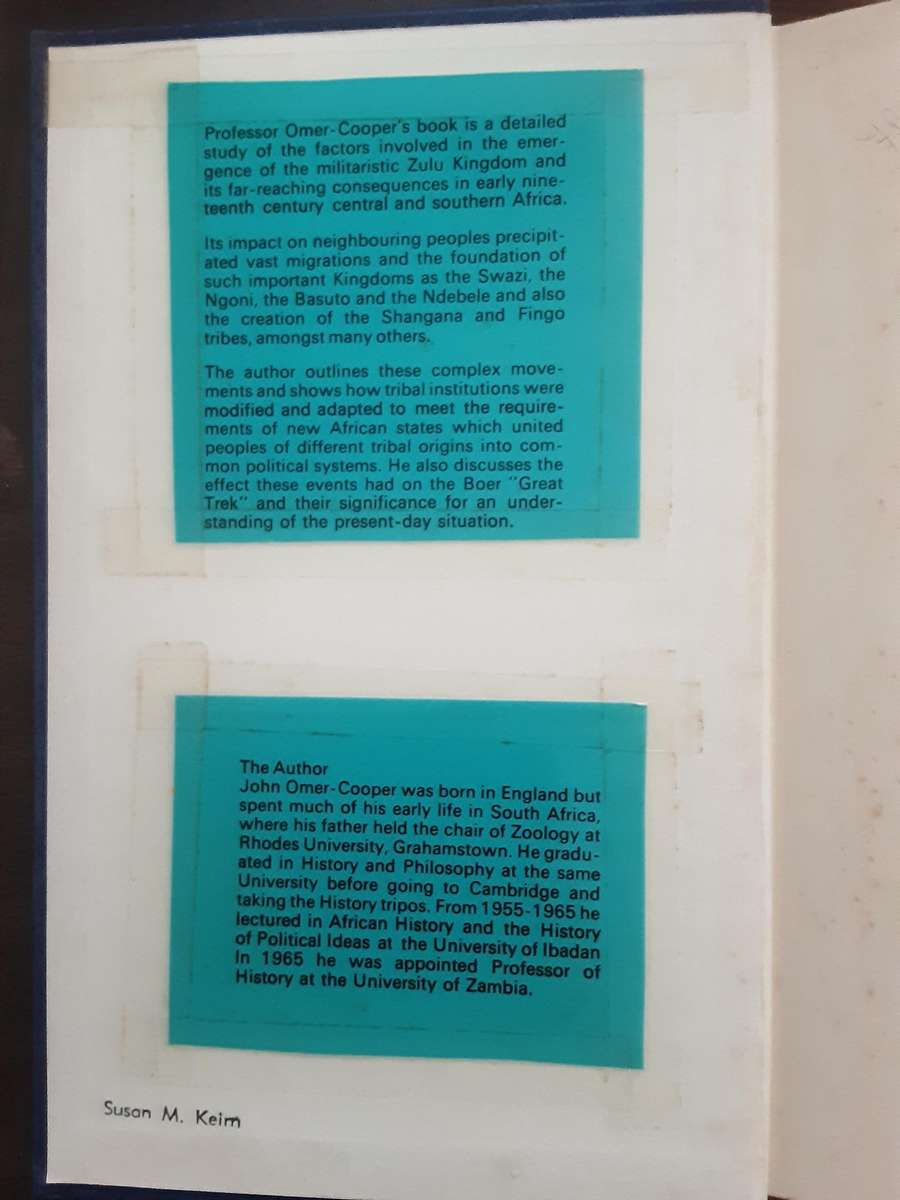 Professor Omer-Cooper's book is a detailed
study of the factors involved in the emer-
gence of the militaristic Zulu Kingdom and
its far-reaching consequences in early nine-
teenth century central and southern Africa.
Its impact on neighbouring peoples precipit-
ated vast migrations and the foundation of
such important Kingdoms as the Swazi, the
Ngoni, the Basuto and the Ndebele and also
the creation of the Shangana and Fingo
tribes, amongst many others.
The author outlines these complex move-
ments and shows how tribal institutions were
modified and adapted to meet the require-
ments of new African states which united
peoples of different tribal origins into com-
mon political systems. He also discusses the
effect these events had on the Boer "Great
Trek" and their significance for an under-
standing of the present-day situation.
The Author
John Omer-Cooper was born in England but
spent much of his early life in South Africa,
where his father held the chair of Zoology at
Rhodes University, Grahamstown. He gradu-
ated in History and Philosophy at the same
University before going to Cambridge and
taking the History tripos. From 1955-1965 he
lectured in African History and the History
of Political Ideas at the University of Ibadan
In 1965 he was appointed Professor of
History at the University of Zambia.
Susan M. Keim